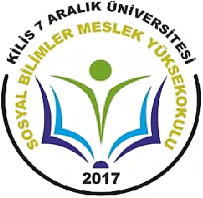 KİLİS 7 ARALIK ÜNİVERSİTESİ
SOSYAL BİLİMLER MESLEK YÜKSEKOKULU
2017